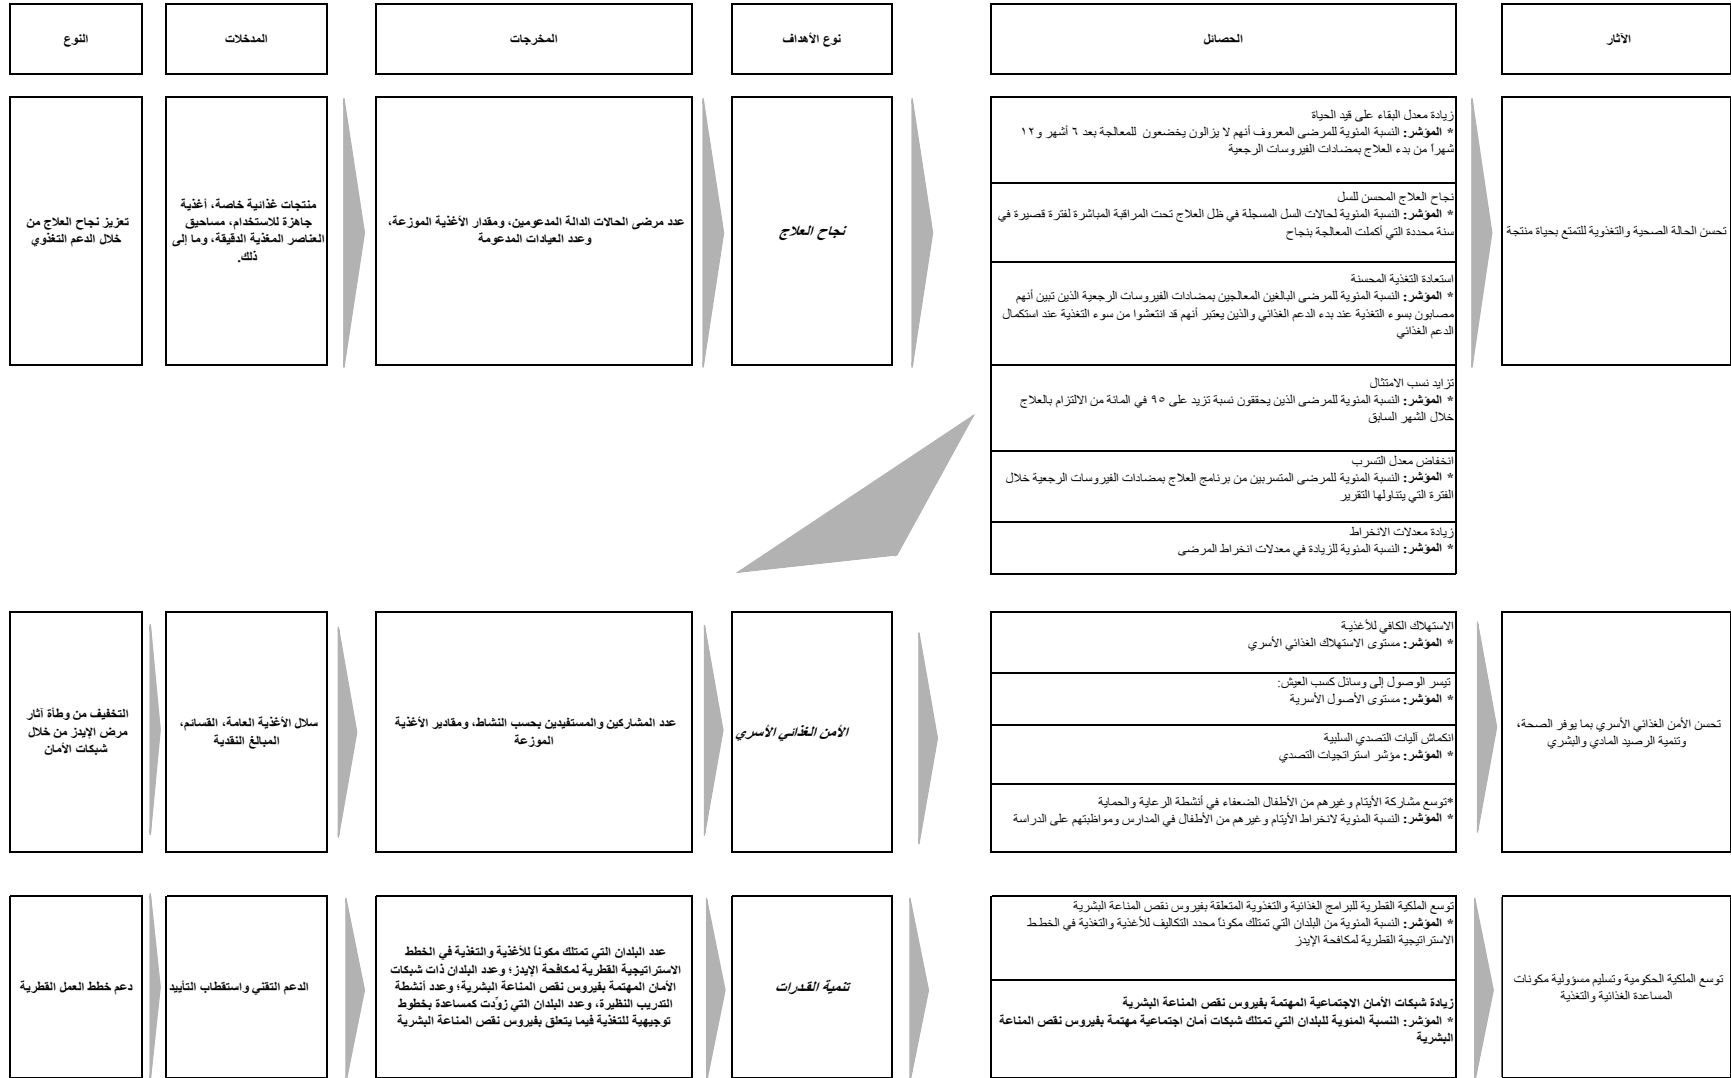 النوع
المدخلات
المخرجات
نوع الأهداف
الحصائل
الآثار
تعزيز نجاح العلاج من
خلال الدعم التغذوي
منتجات غذائية خاصة، أغذية
جاهزة للاستخدام، مساحيق
العناصر المغذية الدقيقة، وما إلى
ذلك.
عدد مرضى الحالات الدالة المدعومين، ومقدار الأغذية الموزعة،
وعدد العيادات المدعومة
نجاح العلاج
زيادة معدل البقاء على قيد الحياة
* المؤشر: النسبة المئوية للمرضى المعروف أنهم لا يزالون يخضعون للمعالجة بعد ٦ أشهر و١٢
شهراً من بدء العلاج بمضادات الفيروسات الرجعية
نجاح العلاج المحسن للسل
* المؤشر: النسبة المئوية لحالات السل المسجلة في ظل العلاج تحت المراقبة المباشرة لفترة قصيرة في
سنة محددة التي أكملت المعالجة بنجاح
استعادة التغذية المحسنة
* المؤشر: النسبة المئوية للمرضى البالغين المعالجين بمضادات الفيروسات الرجعية الذين تبين أنهم
مصابون بسوء التغذية عند بدء الدعم الغذائي والذين يعتبر أنهم قد انتعشوا من سوء التغذية عند استكمال
الدعم الغذائي
تزايد نسب الامتثال
* المؤشر: النسبة المئوية للمرضى الذين يحققون نسبة تزيد على ٩٥ في المائة من الالتزام بالعلاج
خلال الشهر السابق
انخفاض معدل التسرب
* المؤشر: النسبة المئوية للمرضى المتسربين من برنامج العلاج بمضادات الفيروسات الرجعية خلال
الفترة التي يتناولها التقرير
زيادة معدلات الانخراط
* المؤشر: النسبة المئوية للزيادة في معدلات انخراط المرضى
تحسن الحالة الصحية والتغذوية للتمتع بحياة منتجة
التخفيف من وطأة آثار
مرض الإيدز من خلال
شبكات الأمان
سلال الأغذية العامة، القسائم،
المبالغ النقدية
عدد المشاركين والمستفيدين بحسب النشاط، ومقادير الأغذية
الموزعة
الأمن الغذائي الأسري
الاستهلاك الكافي للأغذية
* المؤشر: مستوى الاستهلاك الغذائي الأسري
تيسر الوصول إلى وسائل كسب العيش:
* المؤشر: مستوى الأصول الأسرية
انكماش آليات التصدي السلبية
* المؤشر: مؤشر استراتجيات التصدي
*توسع مشاركة الأيتام وغيرهم من الأطفال الضعفاء في أنشطة الرعاية والحماية
* المؤشر: النسبة المئوية لانخراط الأيتام وغيرهم من الأطفال في المدارس ومواظبتهم على الدراسة
تحسن الأمن الغذائي الأسري بما يوفر الصحة،
وتنمية الرصيد المادي والبشري
دعم خطط العمل القطرية
الدعم التقني واستقطاب التأييد
عدد البلدان التي تمتلك مكوناً للأغذية والتغذية في الخطط
الاستراتيجية القطرية لمكافحة الإيدز؛ وعدد البلدان ذات شبكات
الأمان المهتمة بفيروس نقص المناعة البشرية؛ وعدد أنشطة
التدريب النظيرة، وعدد البلدان التي زوِّدت كمساعدة بخطوط
توجيهية للتغذية فيما يتعلق بفيروس نقص المناعة البشرية
تنمية القدرات
توسع الملكية القطرية للبرامج الغذائية والتغذوية المتعلقة بفيروس نقص المناعة البشرية
* المؤشر: النسبة المئوية من البلدان التي تمتلك مكوناً محدد التكاليف للأغذية والتغذية في الخطط
الاستراتيجية القطرية لمكافحة الإيدز
زيادة شبكات الأمان الاجتماعية المهتمة بفيروس نقص المناعة البشرية
* المؤشر: النسبة المئوية للبلدان التي تمتلك شبكات أمان اجتماعية مهتمة بفيروس نقص المناعة
البشرية
توسع الملكية الحكومية وتسليم مسؤولية مكونات
المساعدة الغذائية والتغذية